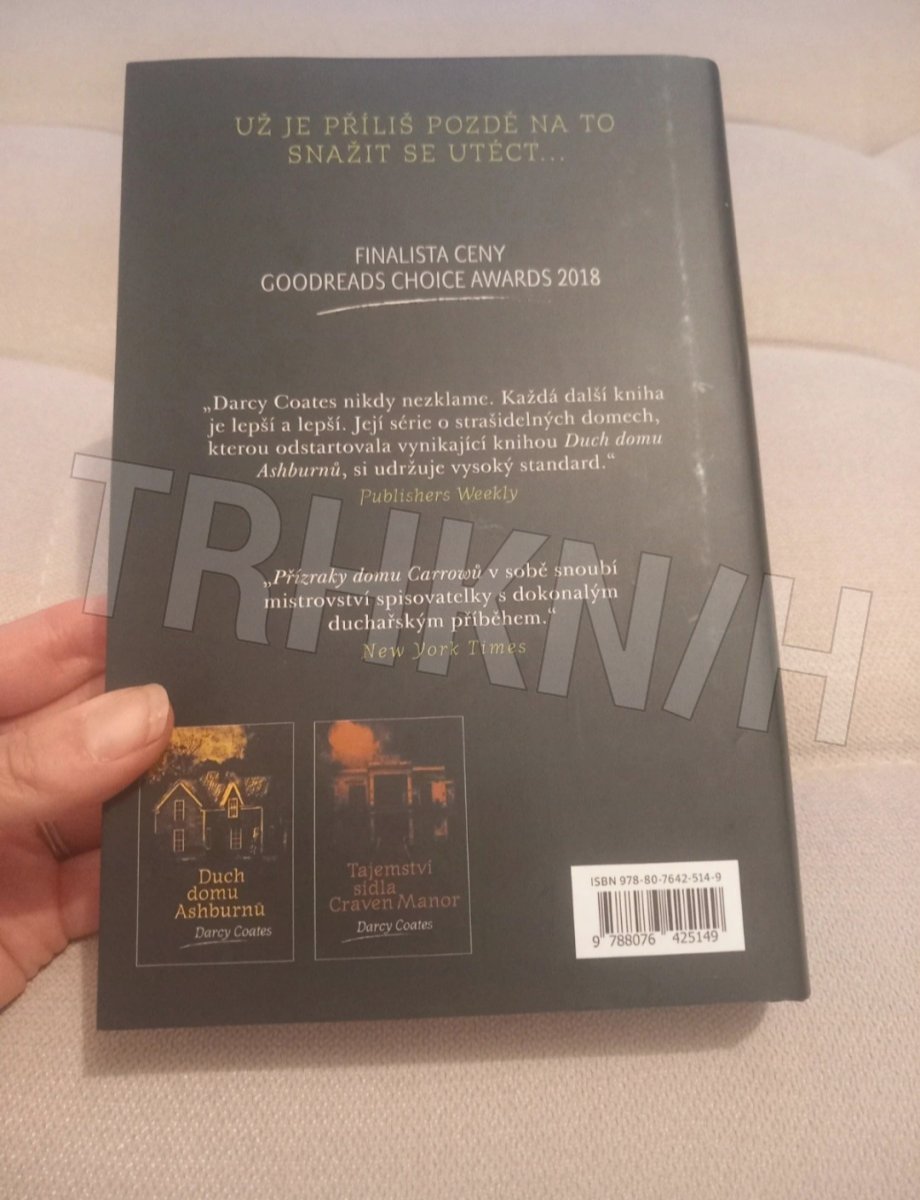 UŽ JE PŘÍLIŠ POZDĚ NA TO
SNAŽIT SE UTÉCT...
FINALISTA CENY
GOODREADS CHOICE AWARDS 2018
„Darcy Coates nikdy nezklame. Každá další kniha
je lepší a lepší. Její série o strašidelných domech,
kterou odstartovala vynikající knihou Duch domu
Ashburnů, si udržuje vysoký standard.“
Publishers Weekly
„Přízraky domu Carrowů v sobě snoubí
mistrovství spisovatelky s dokonalým
duchařským příběhem.“
New York Times
TRHKN/H
Duch
domu
Ashburnů
Darcy Coates
Tajemství
sídla
Craven Manor
Darcy Coates
ISBN 978-80-7642-514-9
9 788076 425149